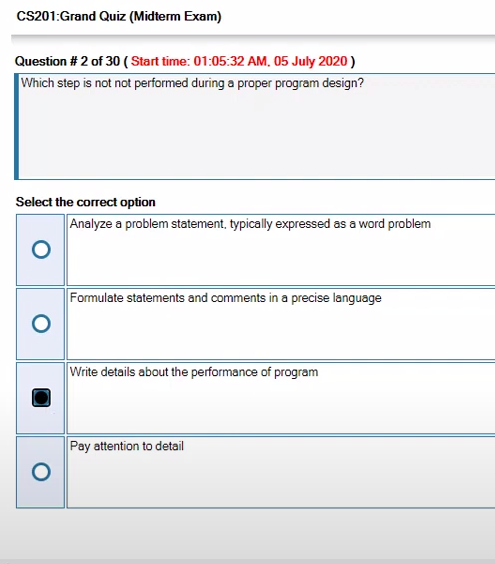 CS201:Grand Quiz (Midterm Exam)
Question # 2 of 30 ( Start time: 01:05:32 AM, 05 July 2020 )
Which step is not not performed during a proper program design?
Select the correct option
Analyze a problem statement, typically expressed as a word problem
Formulate statements and comments in a precise language
Write details about the performance of program
Pay attention to detail